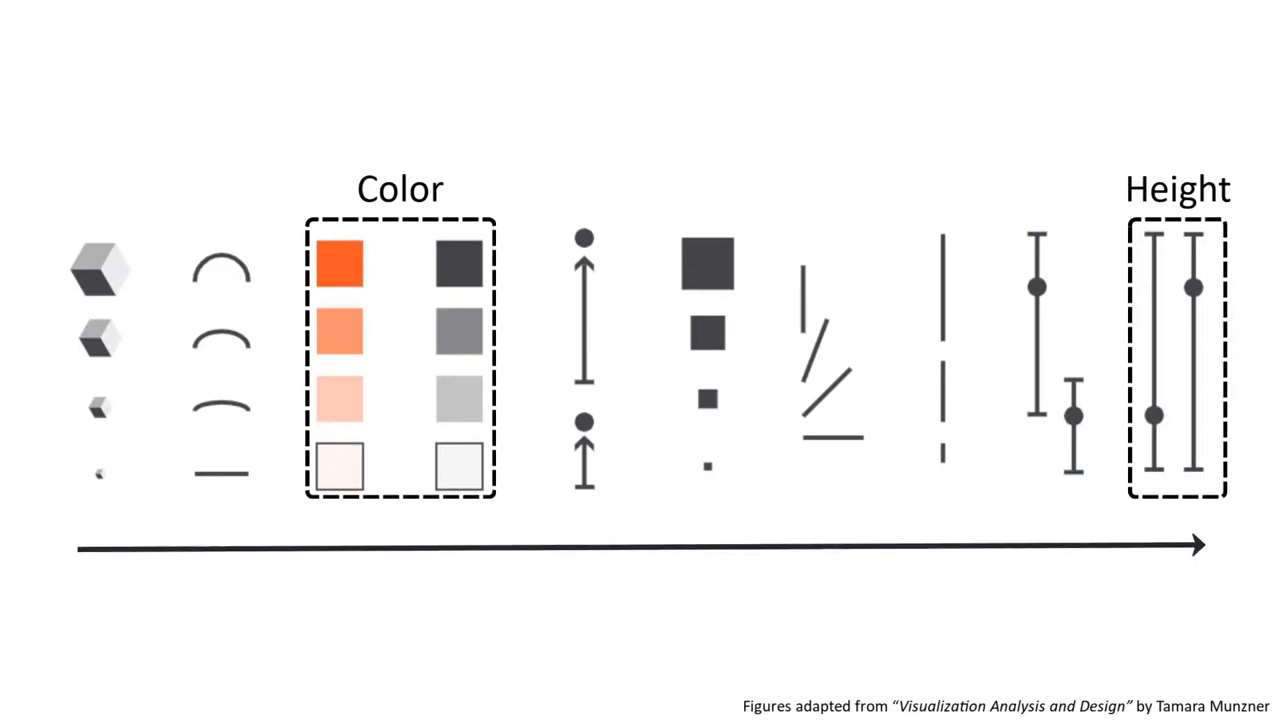 Color
Height
Figures adapted from “Visualization Analysis and Design” by Tamara Munzner